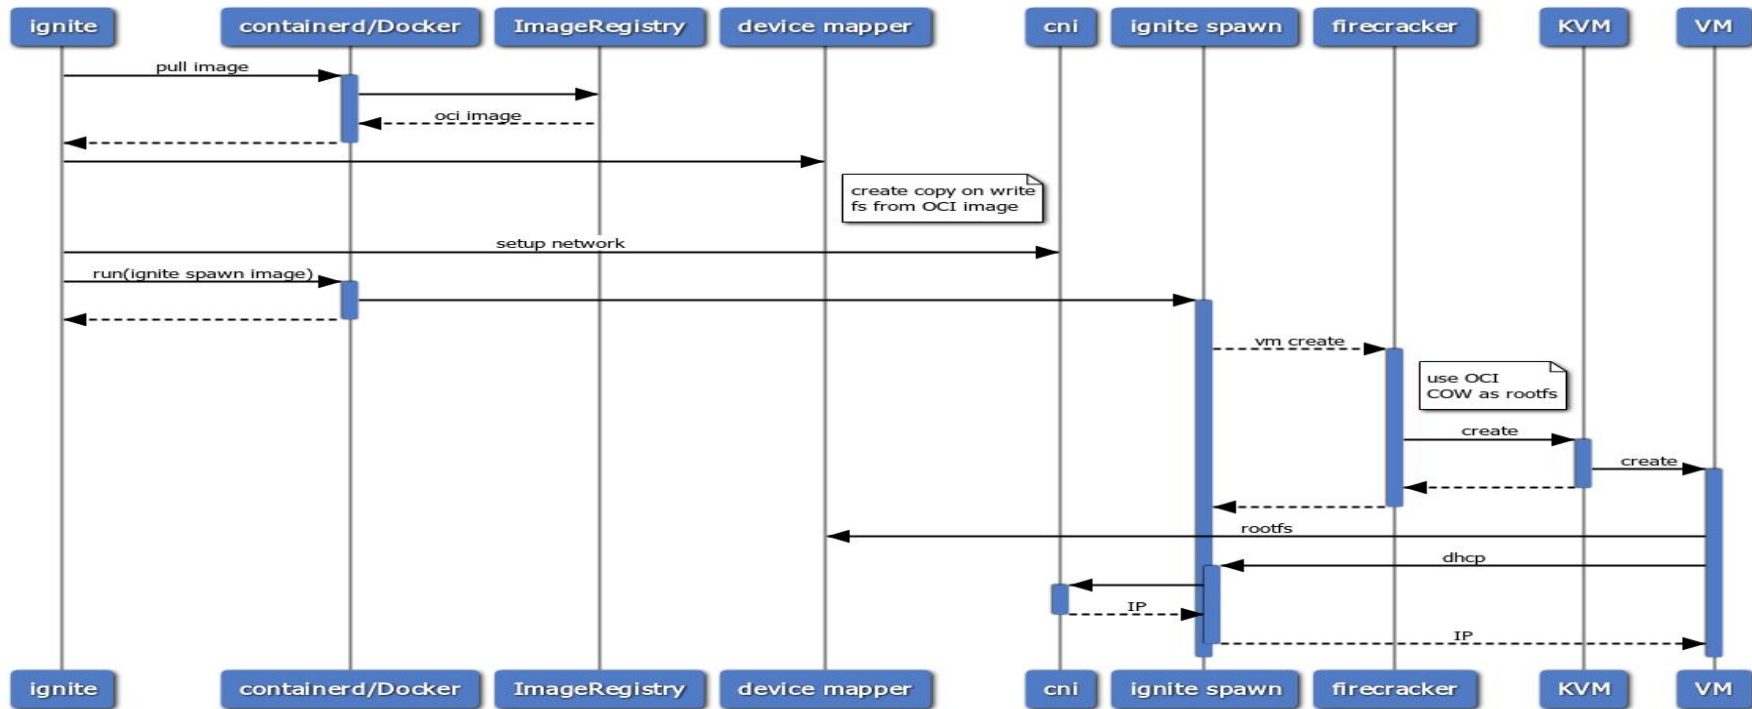 ignite
containerd/Docker
ImageRegistry
device mapper
cni
ignite spawn
firecracker
KVM
VM
pull image
oci image
create copy on write
fs from OCI image
setup network
run(ignite spawn image)
vm create
use OCI
COW as rootfs
create
create
rootfs
dhcp
IP
IP
ignite
containerd/Docker
ImageRegistry
device mapper
cni
ignite spawn
firecracker
KVM
VM